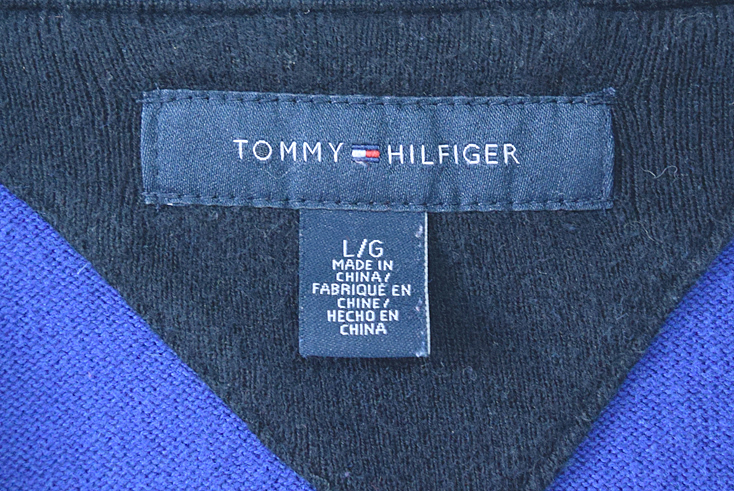 TOMMY HILFIGER
L/G
MADE IN
CHINA/
FABRIQUÉ EN
CHINE/
HECHO EN
CHINA